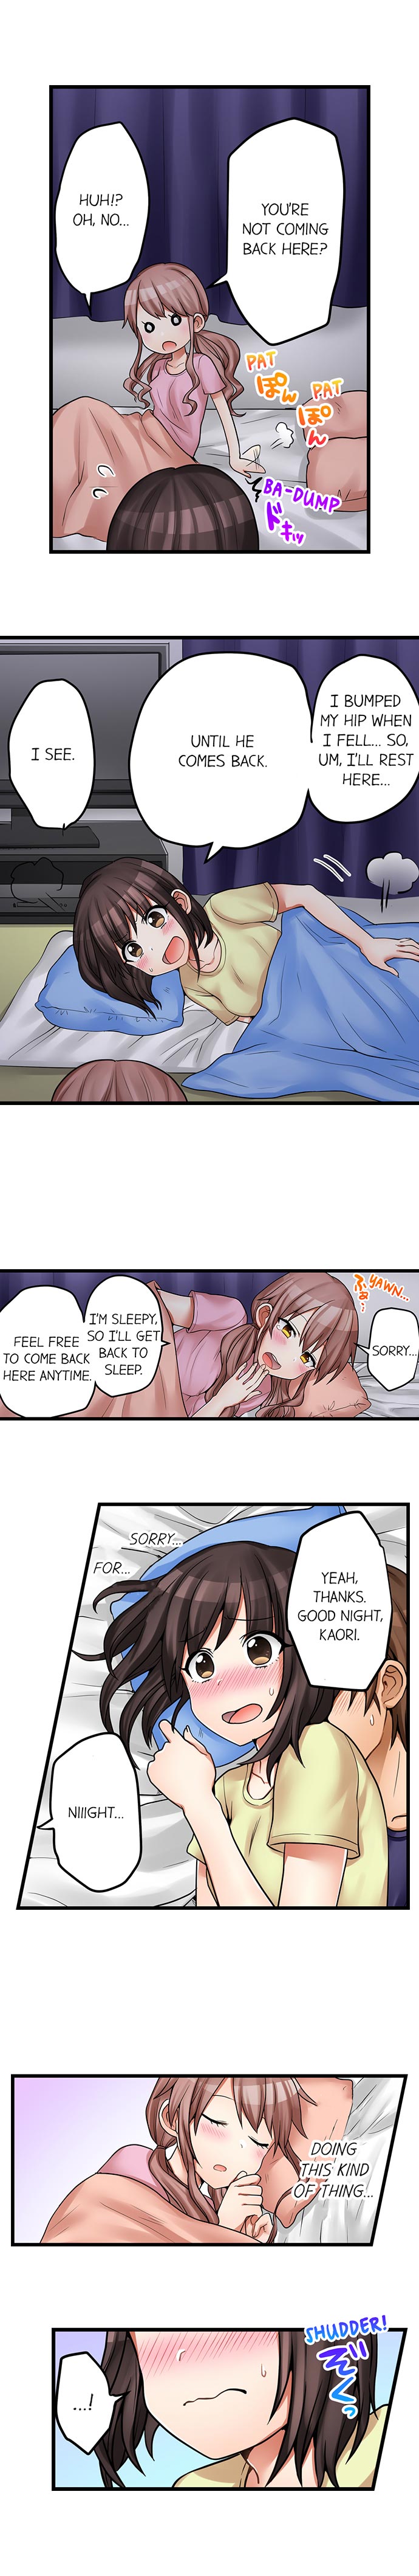 YOU'RE
NOT COMING
BACK HERE?
HUH!?
OH, NO...
PAT
ぽん
PAT
ぽん
BA-DUMP
ドキッ
I BUMPED
MY HIP WHEN
I FELL... SO,
UM, I'LL REST
HERE...
UNTIL HE
COMES BACK.
I SEE.
YAWN...
ふぁ…
SORRY...
I'M SLEEPY,
SO I'LL GET
BACK TO
SLEEP.
FEEL FREE
TO COME BACK
HERE ANYTIME.
YEAH,
THANKS.
GOOD NIGHT,
KAORI.
SORRY...
FOR...
NIIIGHT...
DOING
THIS KIND
OF THING...
SHUDDER!
ぞくっ
...!